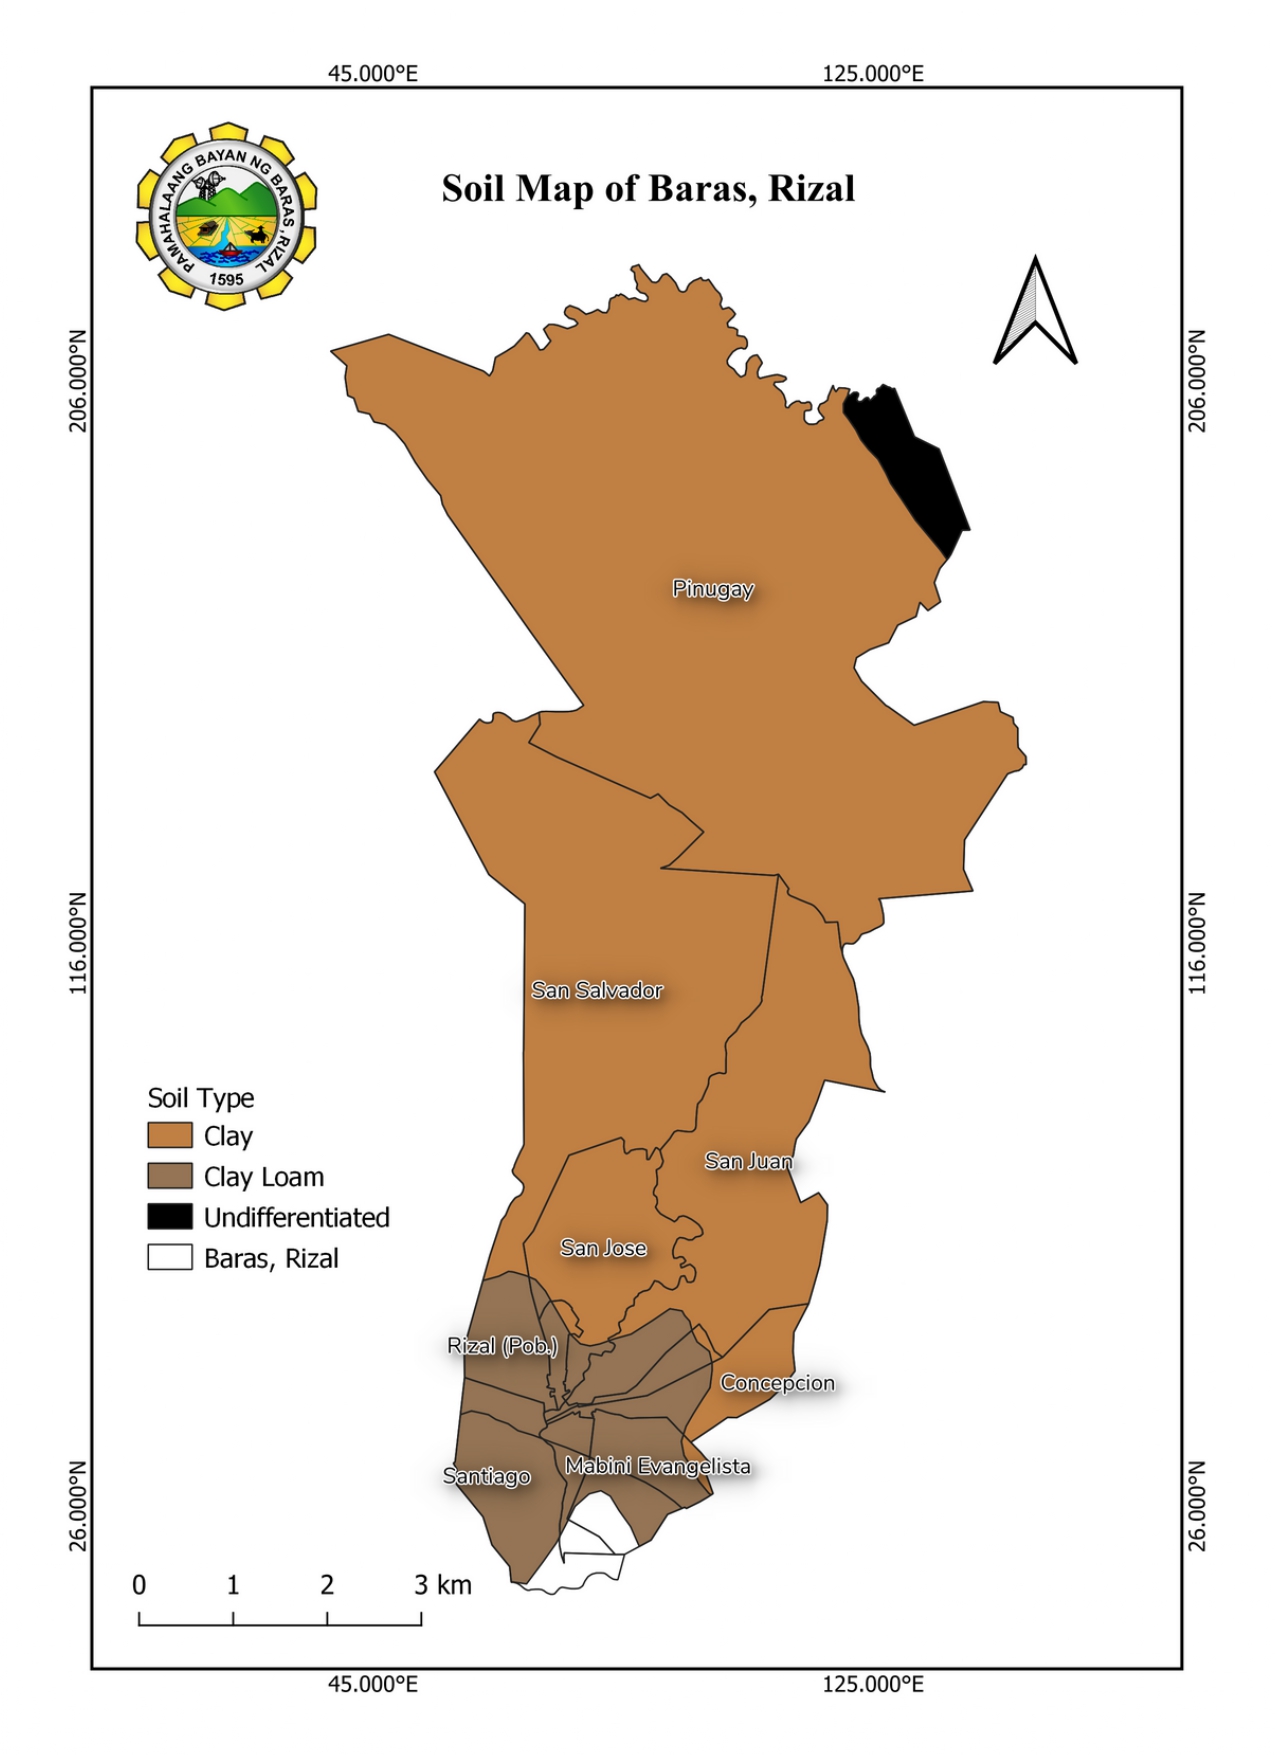 45.000°E 125.000°E
PAMAHALAANG BAYAN NG BARAS, RIZAL
1595
Soil Map of Baras, Rizal
206.000°N 206.000°N
Pinugay
116.000°N 116.000°N
San Salvador
Soil Type
Clay
Clay Loam
Undifferentiated
Baras, Rizal
San Juan
San Jose
Rizal (Pob.)
Concepcion
Mabini Evangelista
Santiago
26.000°N 26.000°N
0 1 2 3 km
45.000°E 125.000°E